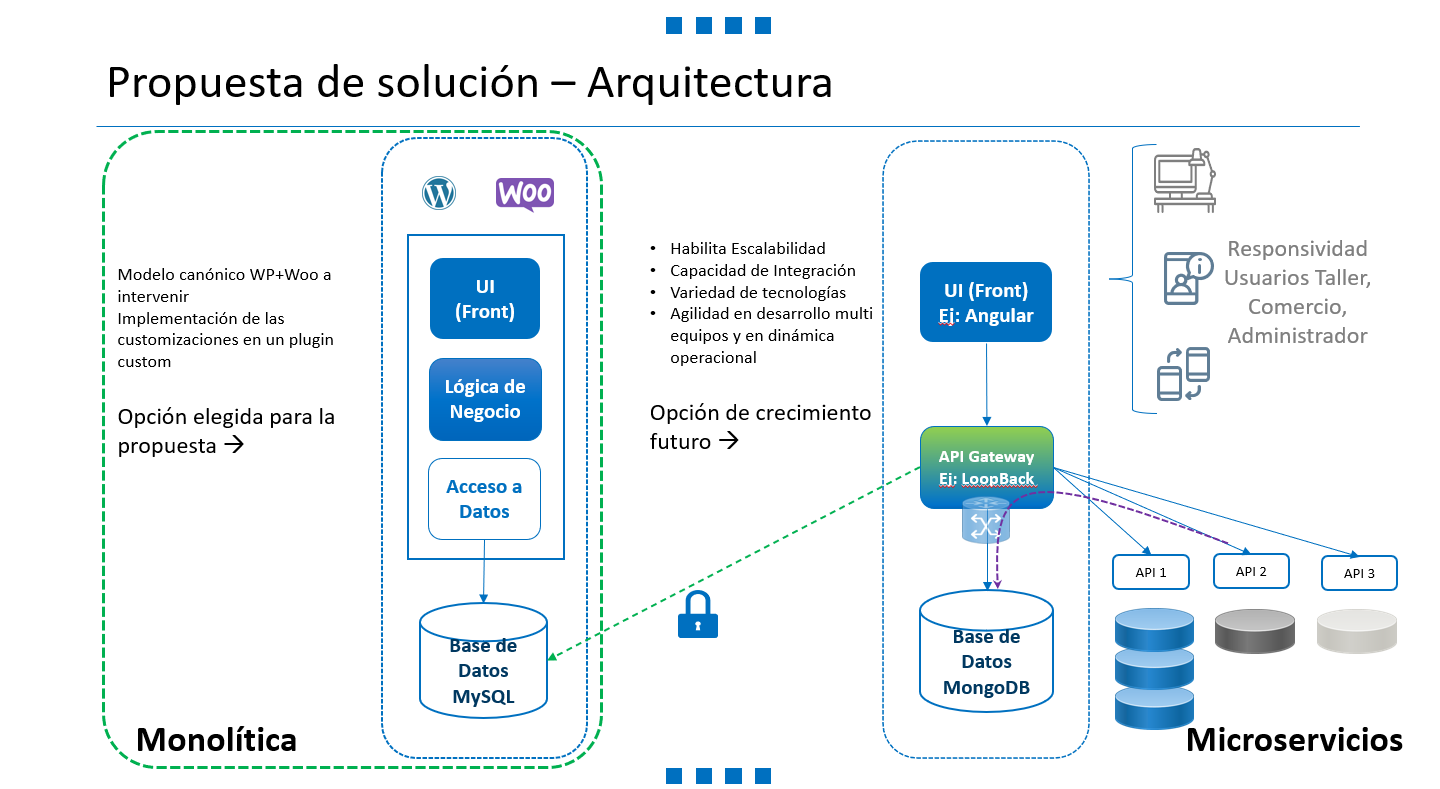 Propuesta de solución – Arquitectura
WOO
Modelo canónico WP+Woo a
intervenir
Implementación de las
customizaciones en un plugin
custom
Opción elegida para la
propuesta →
UI
(Front)
Lógica de
Negocio
Acceso a
Datos
Base de
Datos
MySQL
Monolítica
• Habilita Escalabilidad
• Capacidad de Integración
• Variedad de tecnologías
• Agilidad en desarrollo multi
equipos y en dinámica
operacional
Opción de crecimiento
futuro →
UI (Front)
Ej: Angular
API Gateway
Ej: LoopBack
Base de
Datos
MongoDB
Responsividad
Usuarios Taller,
Comercio,
Administrador
API 1
API 2
API 3
Microservicios